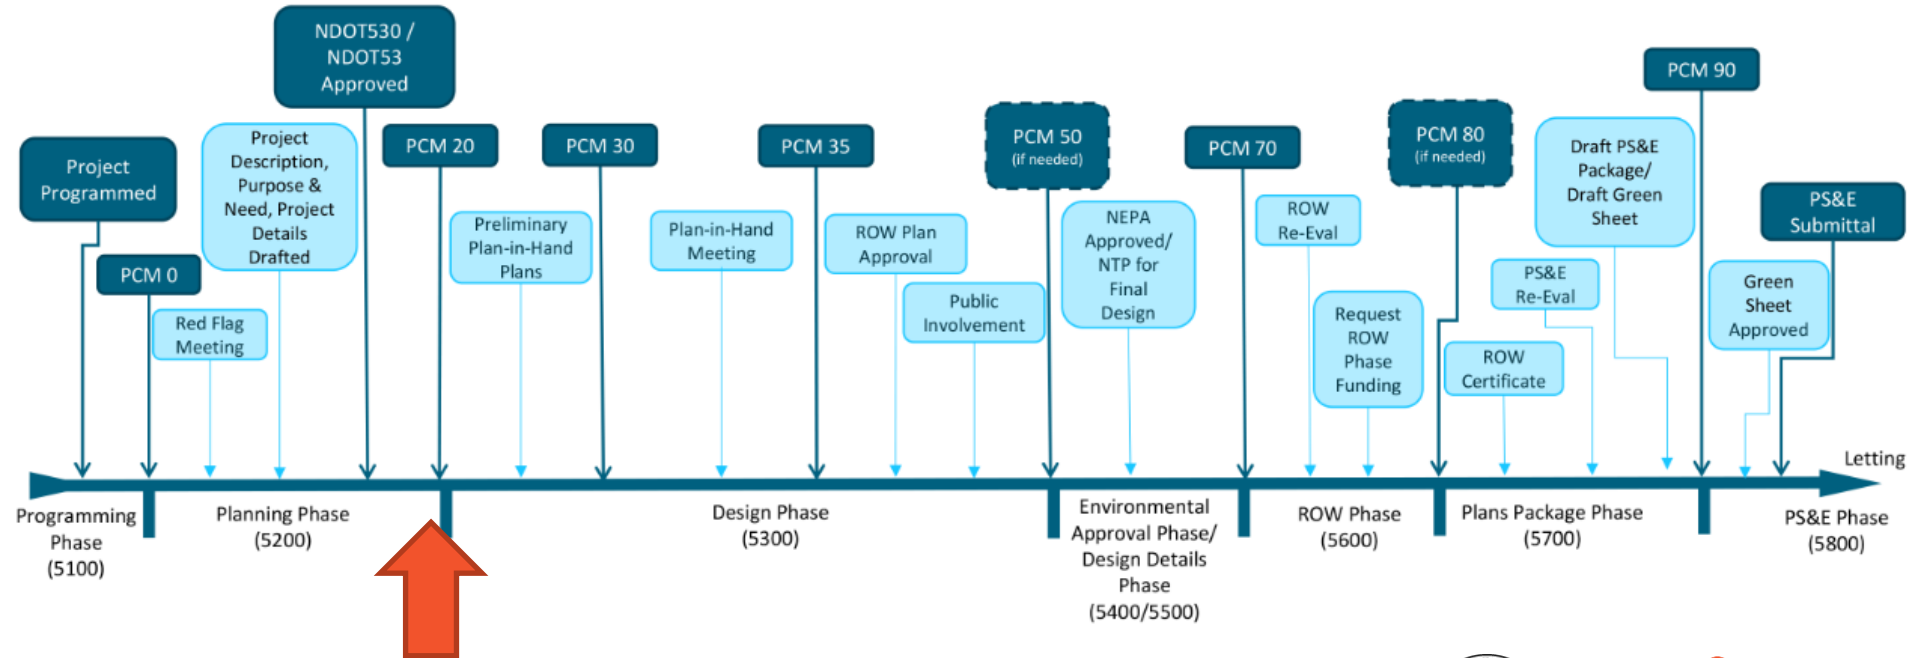 NDOT530 /
NDOT53
Approved
Project
Programmed
PCM 0
Red Flag
Meeting
Project
Description,
Purpose &
Need, Project
Details
Drafted
PCM 20
Preliminary
Plan-in-Hand
Plans
PCM 30
Plan-in-Hand
Meeting
PCM 35
ROW Plan
Approval
Public
Involvement
PCM 50
(if needed)
NEPA
Approved/
NTP for
Final
Design
PCM 70
ROW
Re-Eval
Request
ROW
Phase
Funding
PCM 80
(if needed)
ROW
Certificate
PS&E
Re-Eval
Draft PS&E
Package/
Draft Green
Sheet
PCM 90
Green
Sheet
Approved
PS&E
Submittal
Letting
Programming
Phase
(5100)
Planning Phase
(5200)
Design Phase
(5300)
Environmental
Approval Phase/
Design Details
Phase
(5400/5500)
ROW Phase
(5600)
Plans Package Phase
(5700)
PS&E Phase
(5800)